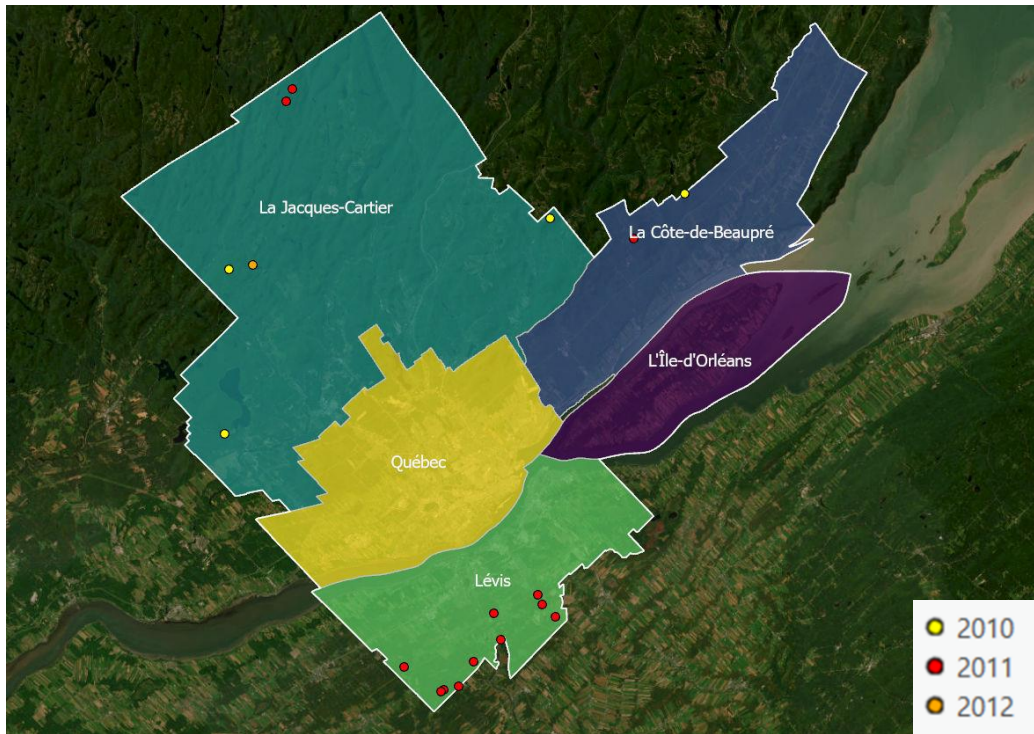 La Jacques-Cartier
La Côte-de-Beaupré
L'Île-d'Orléans
Québec
Lévis
2010
2011
2012